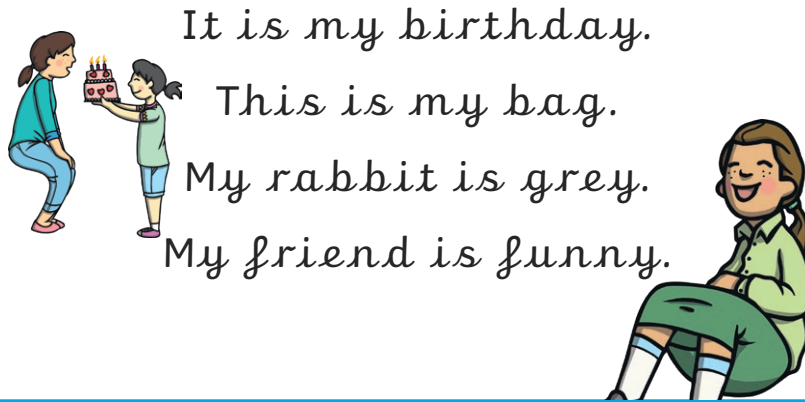 It is my birthday.
This is my bag.
My rabbit is grey.
My friend is funny.